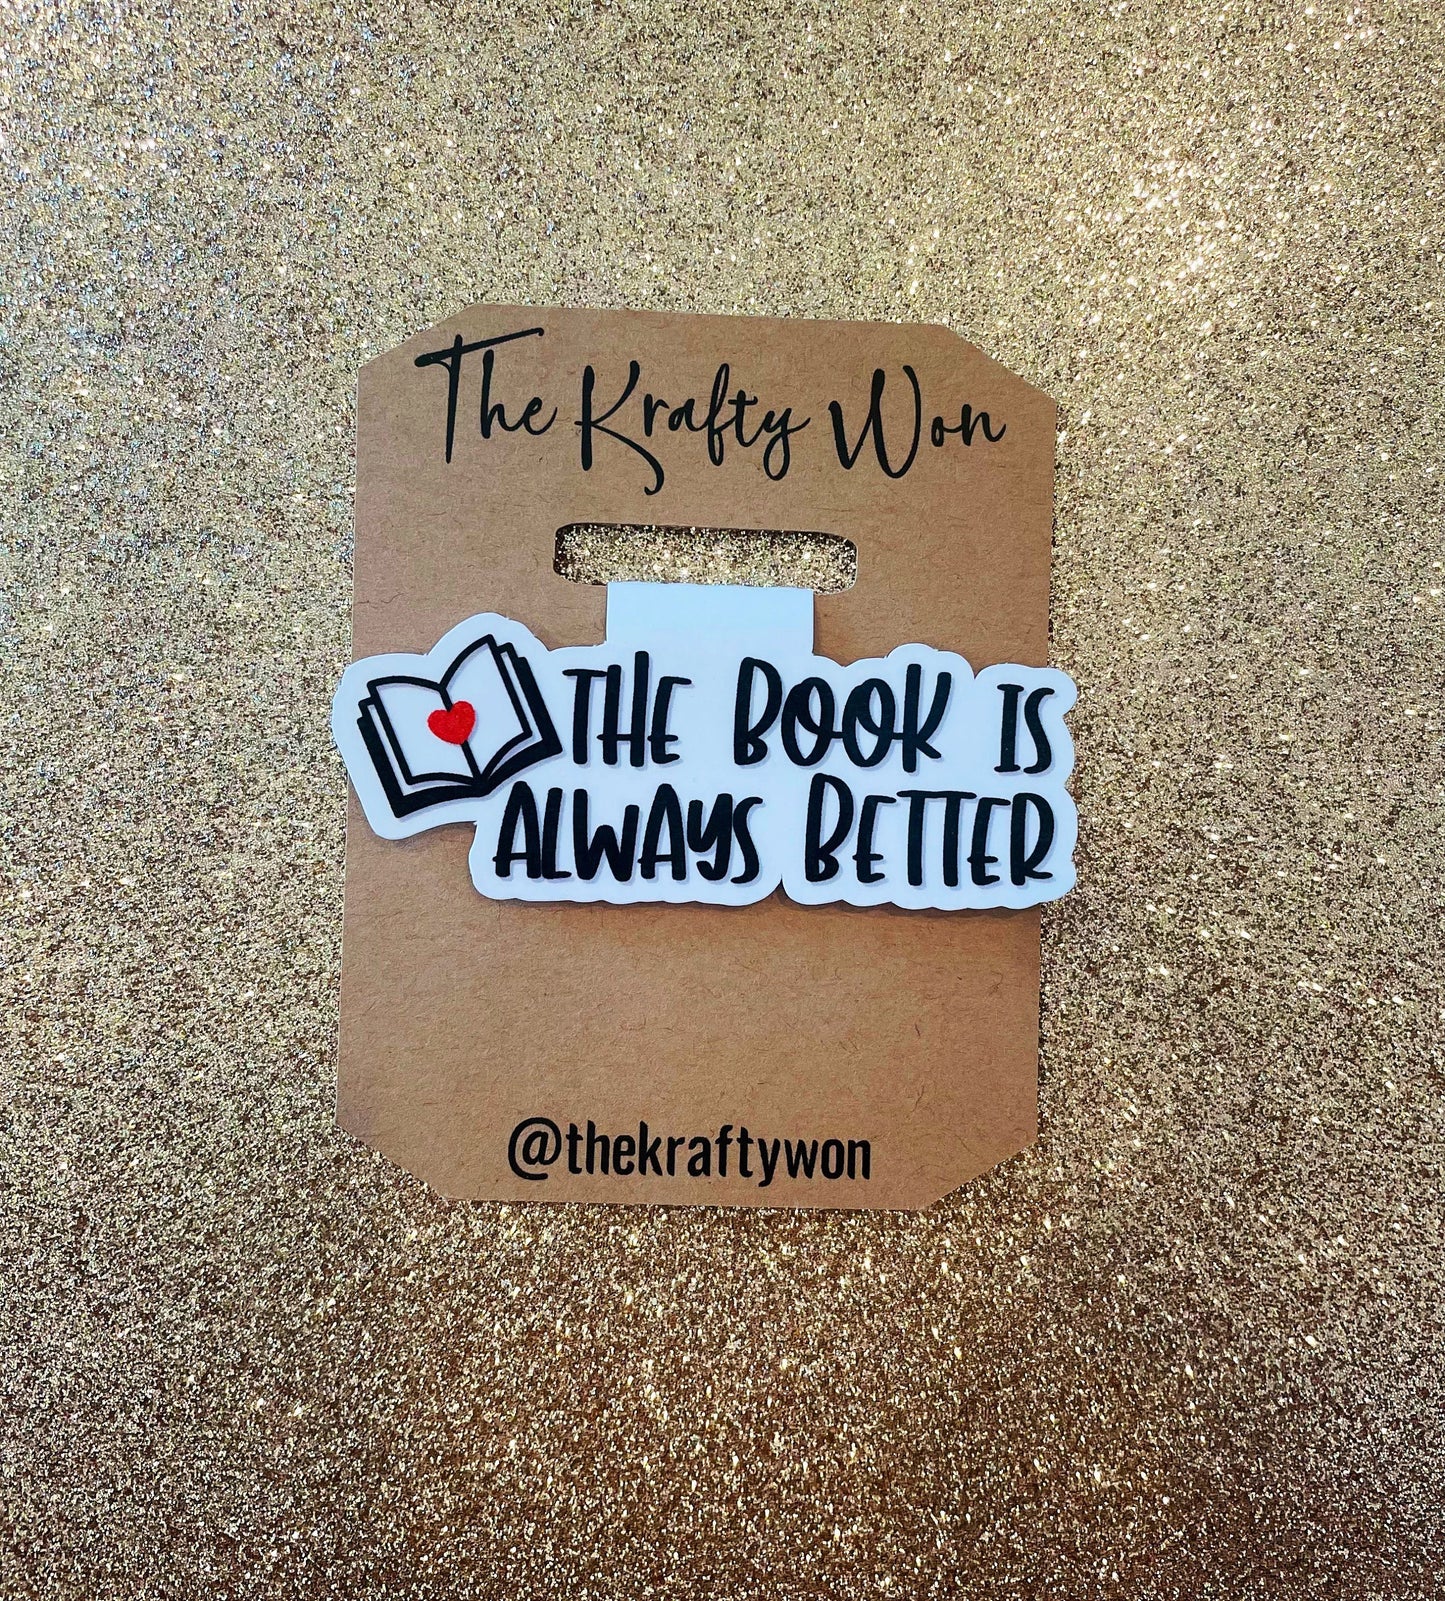 The Krafty Won
THE BOOK IS
ALWAYS BETTER
@thekraftywon